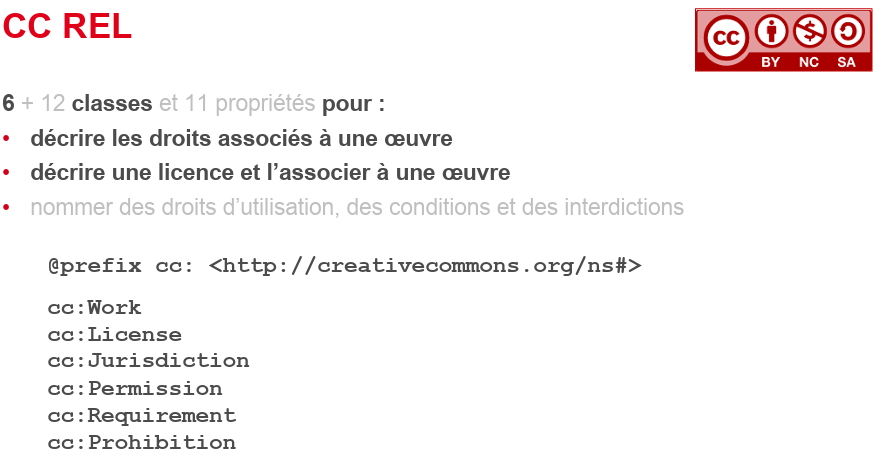 CC REL
cc
BY NC SA
6 + 12 classes et 11 propriétés pour :
• décrire les droits associés à une œuvre
• décrire une licence et l’associer à une œuvre
• nommer des droits d’utilisation, des conditions et des interdictions
@prefix cc: <http://creativecommons.org/ns#>
cc:Work
cc:License
cc:Jurisdiction
cc:Permission
cc:Requirement
cc:Prohibition